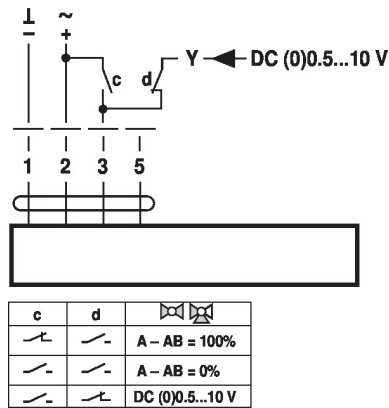 ⊥ ~
– +
c d Y DC (0)0.5...10 V
1 2 3 5
c d
A – AB = 100%
A – AB = 0%
DC (0)0.5...10 V